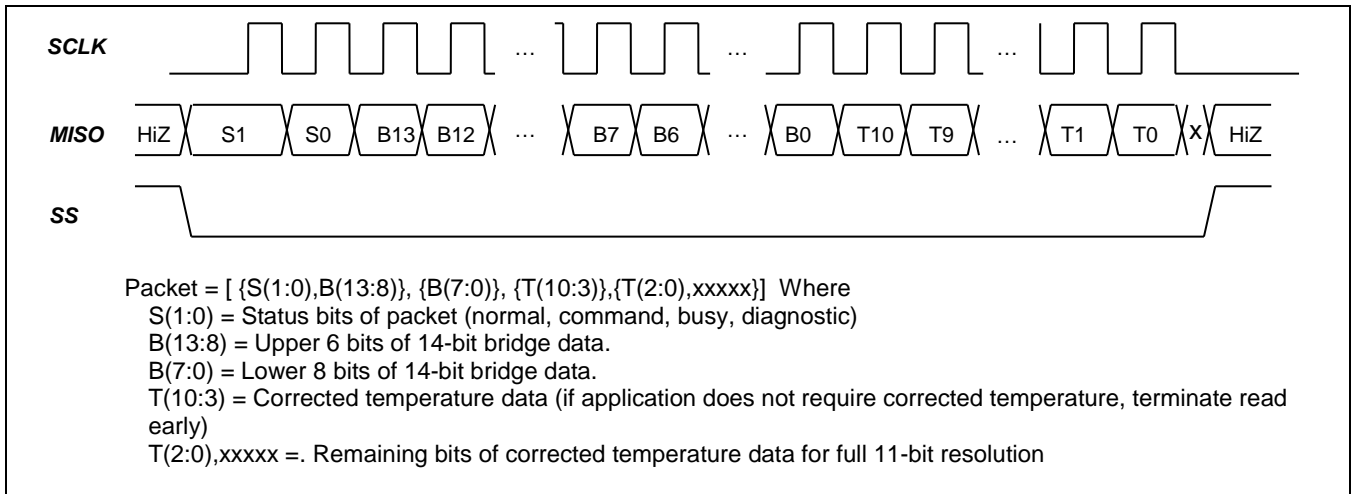 SCLK … … …
MISO HiZ S1 S0 B13 B12 … B7 B6 … B0 T10 T9 … T1 T0 x HiZ
SS
Packet = [ {S(1:0),B(13:8)}, {B(7:0)}, {T(10:3)},{T(2:0),xxxxx}] Where
S(1:0) = Status bits of packet (normal, command, busy, diagnostic)
B(13:8) = Upper 6 bits of 14-bit bridge data.
B(7:0) = Lower 8 bits of 14-bit bridge data.
T(10:3) = Corrected temperature data (if application does not require corrected temperature, terminate read
early)
T(2:0),xxxxx =. Remaining bits of corrected temperature data for full 11-bit resolution